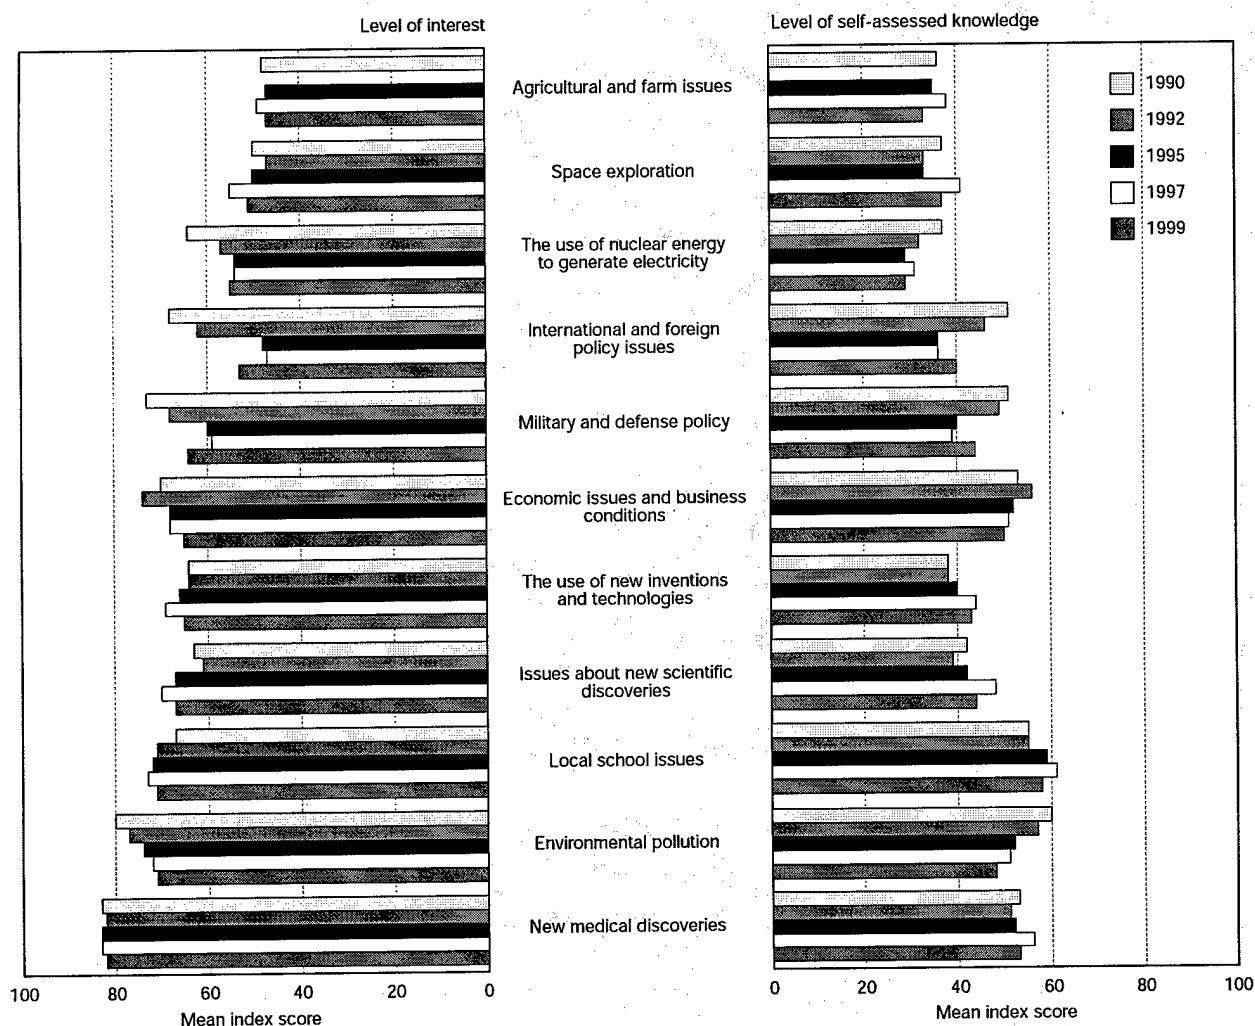 Level of interest
Level of self-assessed knowledge
Agricultural and farm issues
Space exploration
The use of nuclear energy
to generate electricity
International and foreign
policy issues
Military and defense policy
Economic issues and business
conditions
The use of new inventions
and technologies
Issues about new scientific
discoveries
Local school issues
Environmental pollution
New medical discoveries
1990
1992
1995
1997
1999
100 80 60 40 20 0
Mean index score
0 20 40 60 80 100
Mean index score